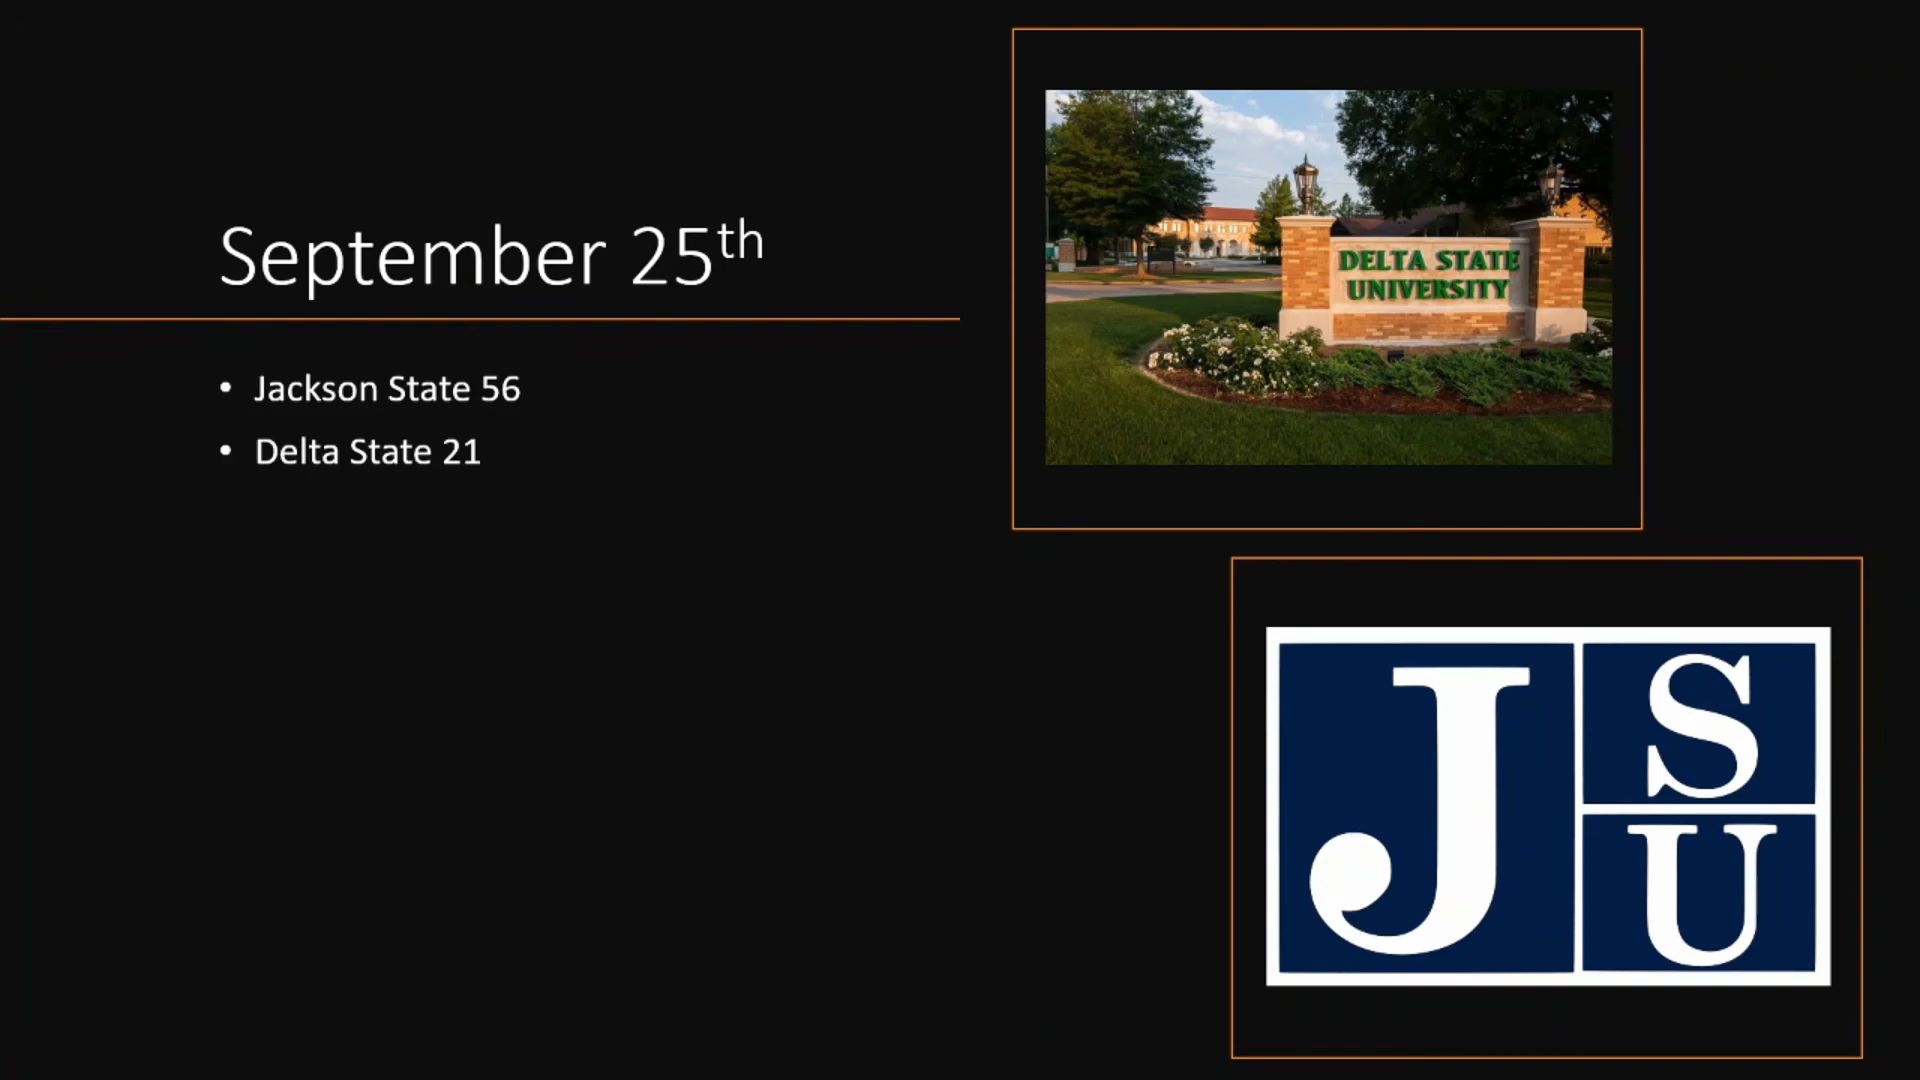 September 25th
• Jackson State 56
• Delta State 21
DELTA STATE
UNIVERSITY
J
S
U